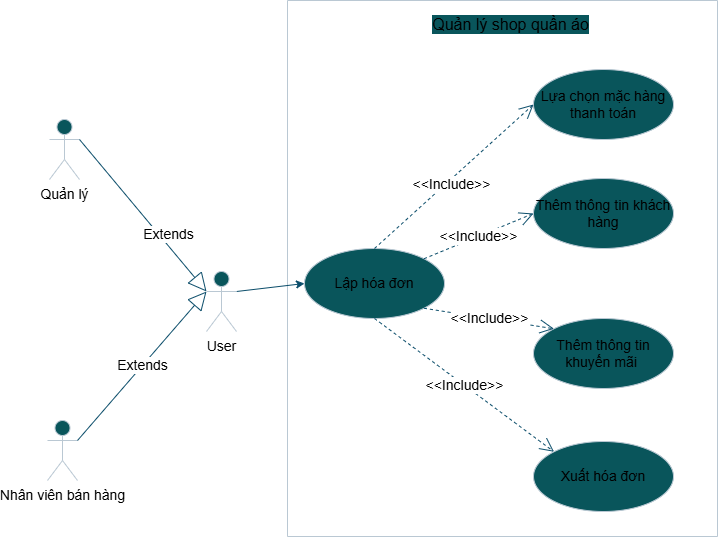 Quản lý shop quần áo
Lựa chọn mặc hàng
thanh toán
Quản lý
Extends
<<Include>>
Thêm thông tin khách
hàng
<<Include>>
Lập hóa đơn
User
<<Include>>
Thêm thông tin
khuyến mãi
Extends
<<Include>>
Xuất hóa đơn
Nhân viên bán hàng